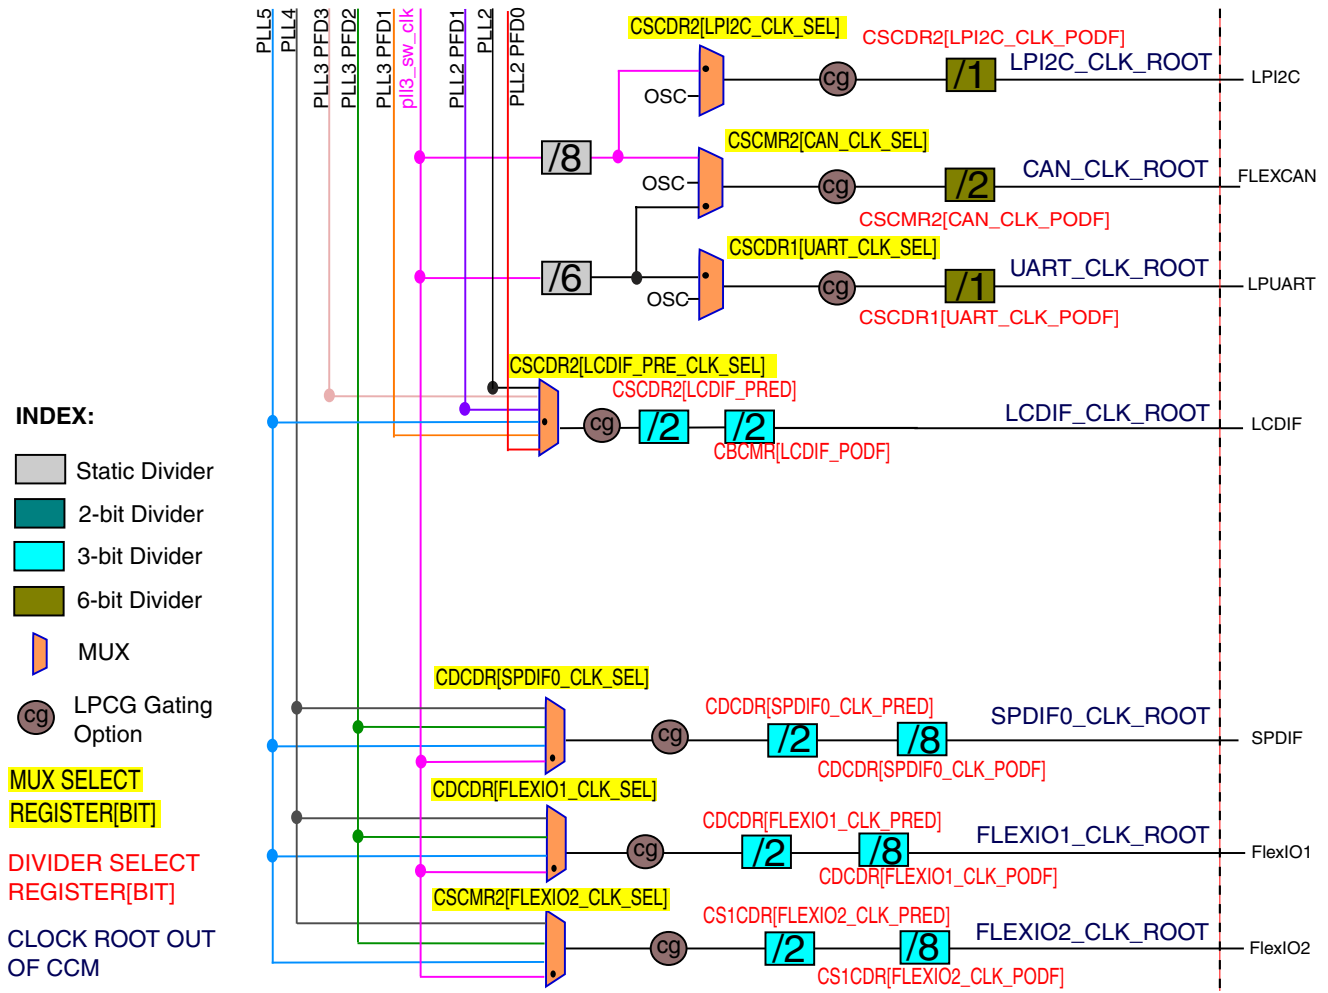 PLL5
PLL4
PLL3 PFD3
PLL3 PFD2
PLL3 PFD1
pll3_sw_clk
PLL2 PFD1
PLL2
PLL2 PFD0
CSCDR2[LPI2C_CLK_SEL]
CSCDR2[LPI2C_CLK_PODF]
OSC
cg
/1
LPI2C_CLK_ROOT
LPI2C
/8
CSCMR2[CAN_CLK_SEL]
OSC
cg
/2
CAN_CLK_ROOT
FLEXCAN
CSCMR2[CAN_CLK_PODF]
/6
CSCDR1[UART_CLK_SEL]
OSC
cg
/1
UART_CLK_ROOT
LPUART
CSCDR1[UART_CLK_PODF]
CSCDR2[LCDIF_PRE_CLK_SEL]
CSCDR2[LCDIF_PRED]
cg
/2
/2
LCDIF_CLK_ROOT
LCDIF
CBCMR[LCDIF_PODF]
INDEX:
Static Divider
2-bit Divider
3-bit Divider
6-bit Divider
MUX
cg
LPCG Gating
Option
MUX SELECT
REGISTER[BIT]
DIVIDER SELECT
REGISTER[BIT]
CLOCK ROOT OUT
OF CCM
CDCDR[SPDIF0_CLK_SEL]
CDCDR[SPDIF0_CLK_PRED]
cg
/2
/8
SPDIF0_CLK_ROOT
SPDIF
CDCDR[SPDIF0_CLK_PODF]
CDCDR[FLEXIO1_CLK_SEL]
CDCDR[FLEXIO1_CLK_PRED]
cg
/2
/8
FLEXIO1_CLK_ROOT
FlexIO1
CDCDR[FLEXIO1_CLK_PODF]
CSCMR2[FLEXIO2_CLK_SEL]
CS1CDR[FLEXIO2_CLK_PRED]
cg
/2
/8
FLEXIO2_CLK_ROOT
FlexIO2
CS1CDR[FLEXIO2_CLK_PODF]